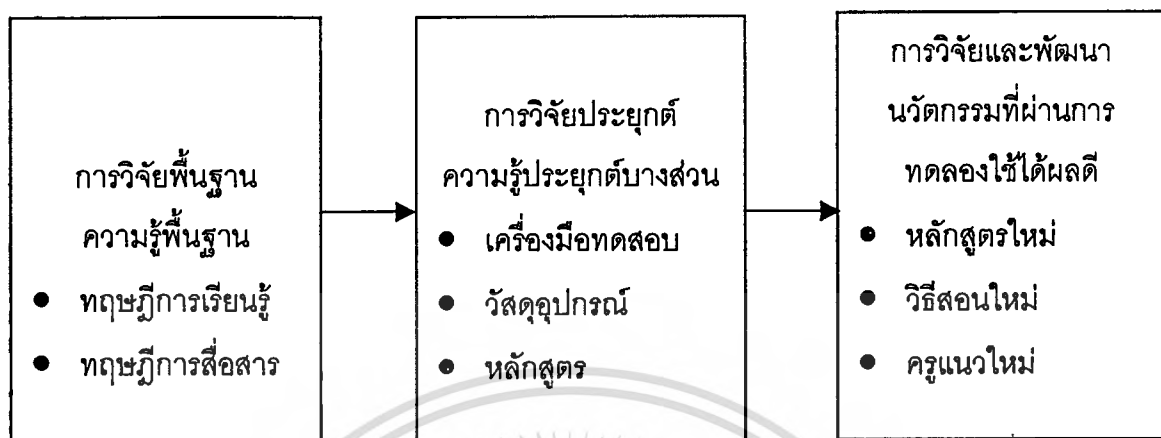 การวิจัยพื้นฐาน
ความรู้พื้นฐาน
● ทฤษฎีการเรียนรู้
● ทฤษฎีการสื่อสาร
การวิจัยประยุกต์
ความรู้ประยุกต์บางส่วน
● เครื่องมือทดสอบ
● วัสดุอุปกรณ์
● หลักสูตร
การวิจัยและพัฒนา
นวัตกรรมที่ผ่านการ
ทดลองใช้ได้ผลดี
● หลักสูตรใหม่
● วิธีสอนใหม่
● ครูแนวใหม่